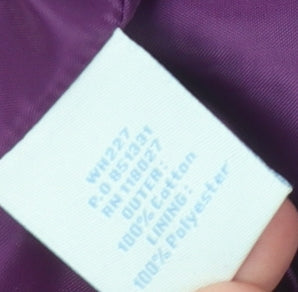 WH227
P.O 851331
RN 118027
OUTER:
100% Cotton
LINING:
100% Polyester